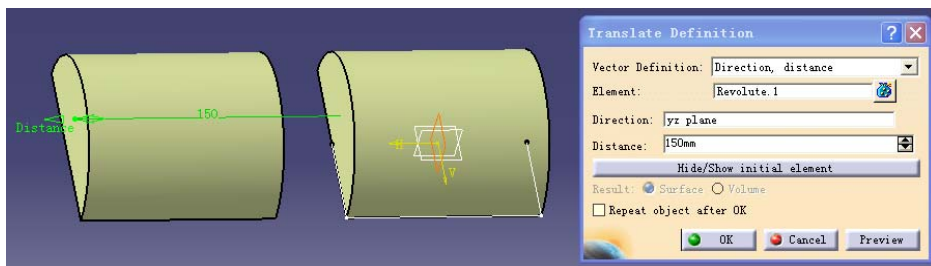 Translate Definition
Vector Definition: Direction, distance
Element: Revolute.1
Direction: yz plane
Distance: 150mm
Hide/Show initial element
Result: Surface Volume
Repeat object after OK
OK Cancel Preview
150
Distance
H
V